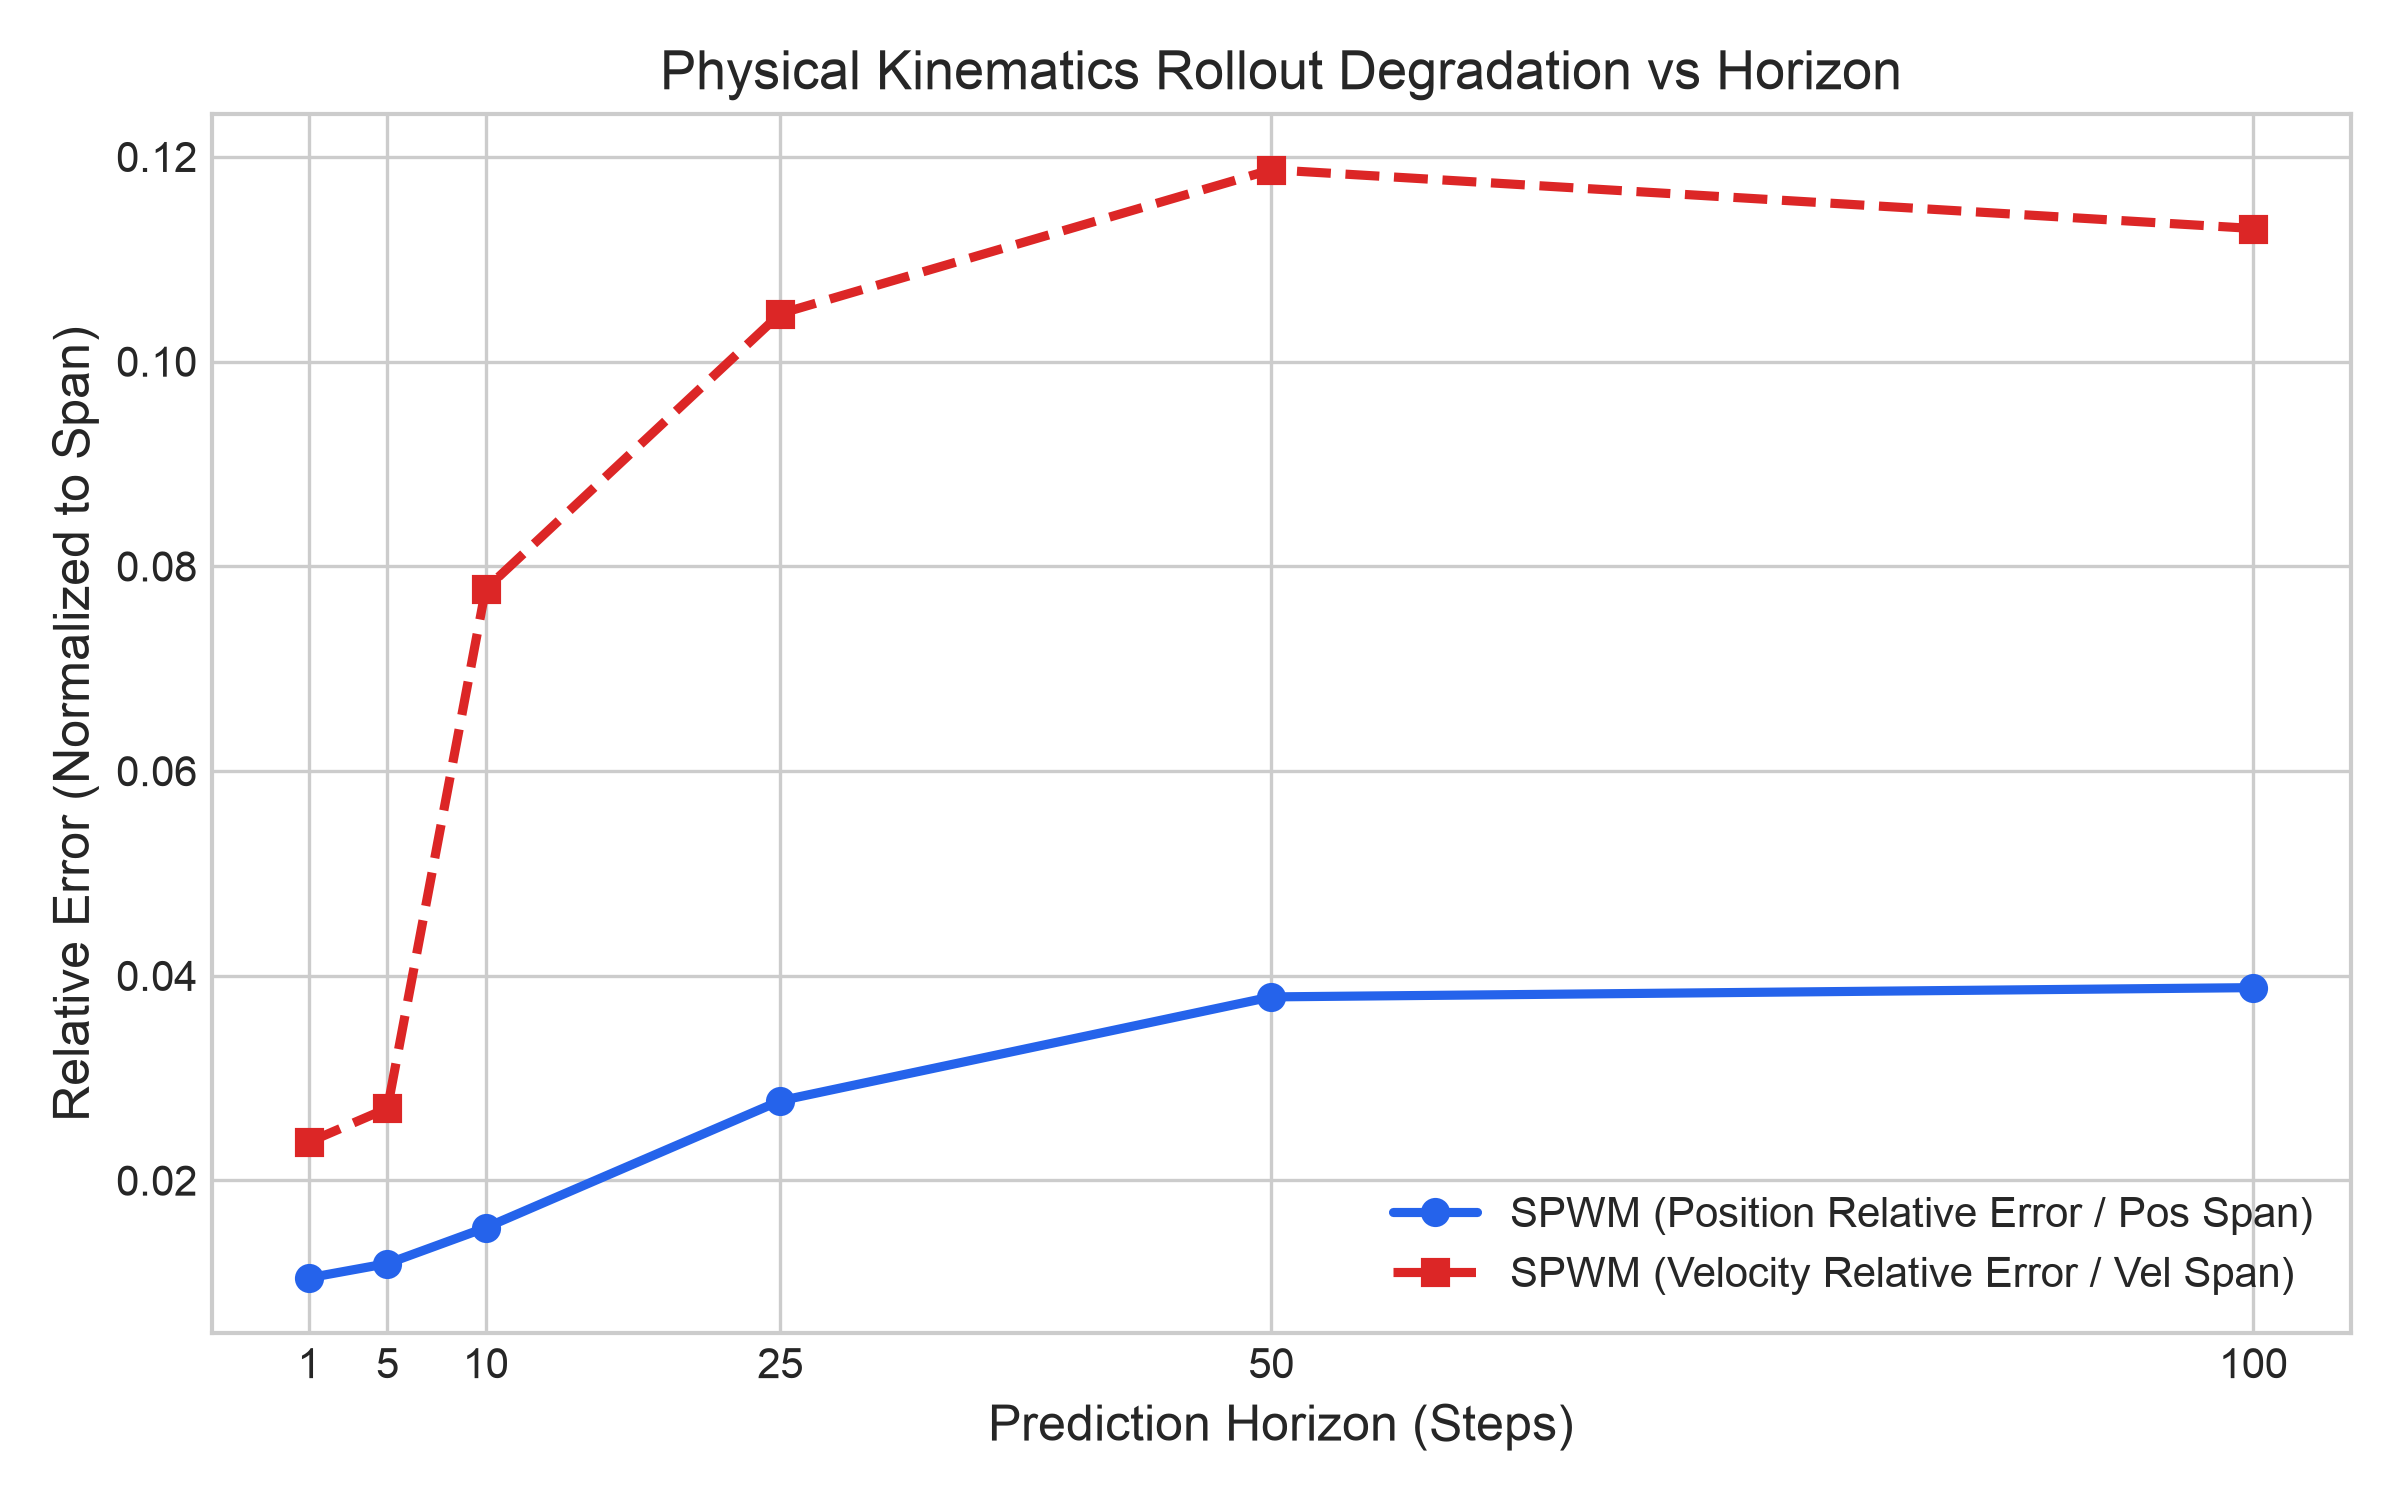 Physical Kinematics Rollout Degradation vs Horizon
Relative Error (Normalized to Span)
0.12
0.10
0.08
0.06
0.04
0.02
SPWM (Position Relative Error / Pos Span)
SPWM (Velocity Relative Error / Vel Span)
1 5 10 25 50 100
Prediction Horizon (Steps)